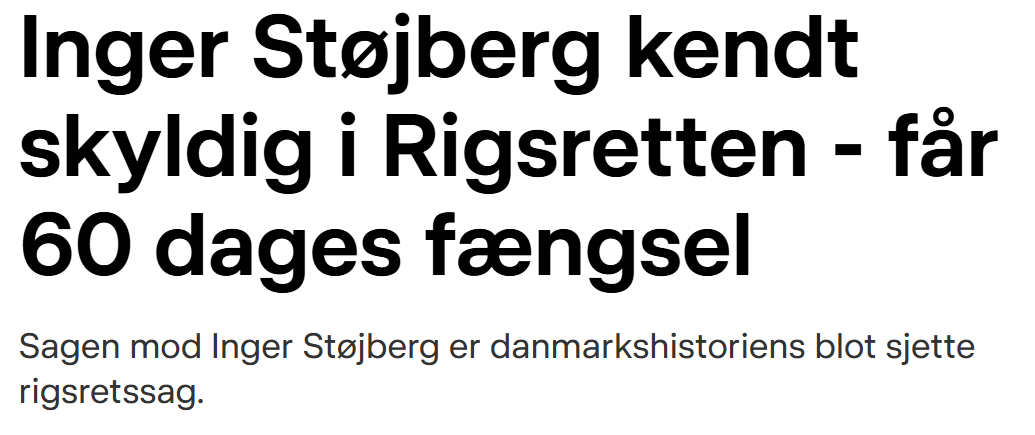 Inger Støjberg kendt
skyldig i Rigsretten - får
60 dages fængsel
Sagen mod Inger Støjberg er danmarkshistoriens blot sjette
rigsretssag.